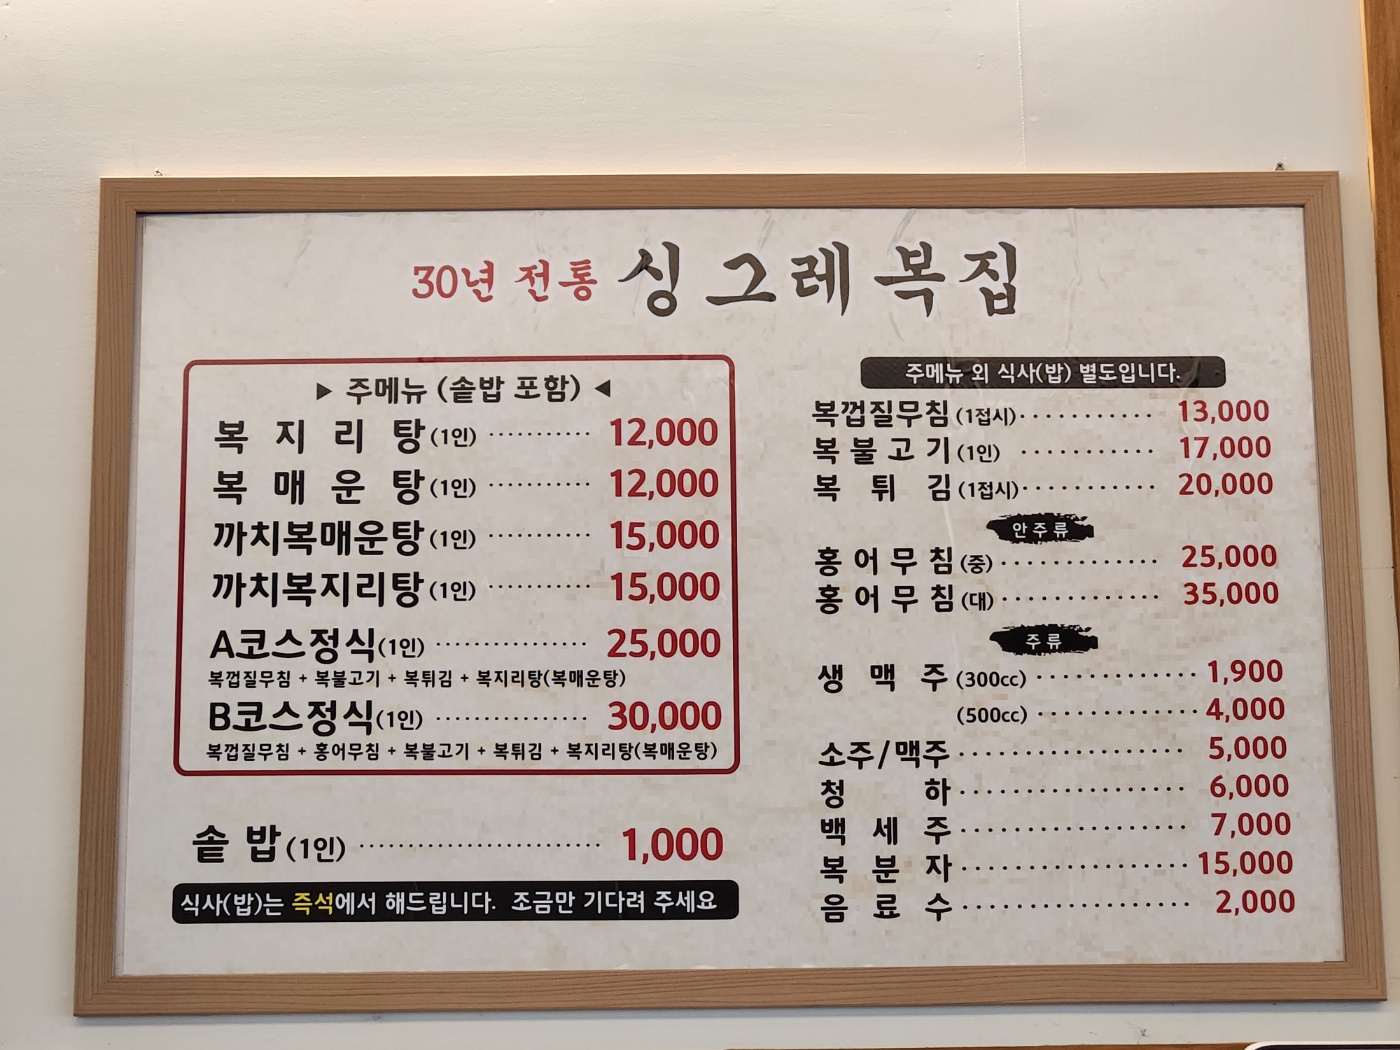 30년 전통 싱그레복집
▶ 주메뉴 (솥밥 포함) ◀
복지리탕(1인) ··········· 12,000
복매운탕(1인) ··········· 12,000
까치복매운탕(1인) ··········· 15,000
까치복지리탕(1인) ··········· 15,000
A코스정식(1인) ················ 25,000
복껍질무침 + 복불고기 + 복튀김 + 복지리탕(복매운탕)
B코스정식(1인) ················ 30,000
복껍질무침 + 홍어무침 + 복불고기 + 복튀김 + 복지리탕(복매운탕)
솥밥(1인) ························· 1,000
식사(밥)는 즉석에서 해드립니다. 조금만 기다려 주세요
주메뉴 외 식사(밥) 별도입니다.
복껍질무침(1접시)··········· 13,000
복불고기(1인) ··········· 17,000
복튀김(1접시)··········· 20,000
안주류
홍어무침(중)············· 25,000
홍어무침(대)············· 35,000
주류
생맥주(300cc)·············1,900
(500cc)·············4,000
소주/맥주·················· 5,000
청하·················· 6,000
백세주·················· 7,000
복분자··················15,000
음료수·················· 2,000